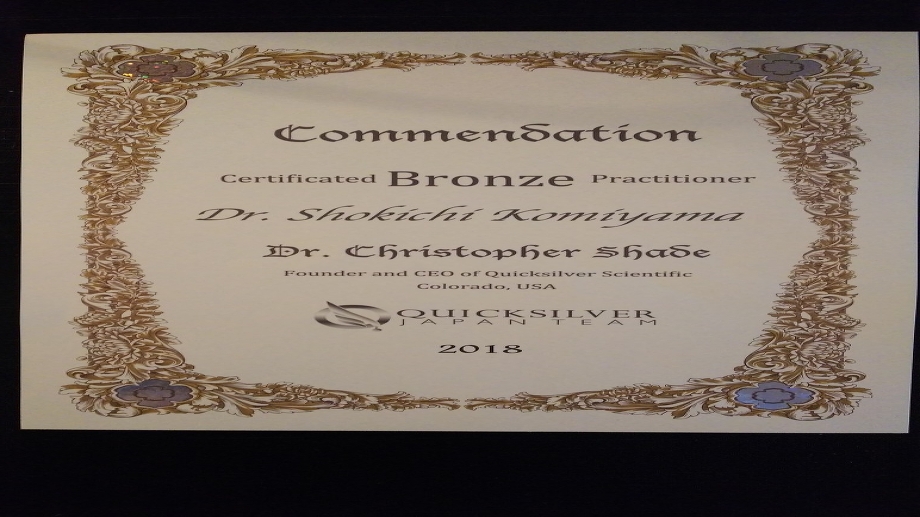 Commendation
Certificated Bronze Practitioner
Dr. Shokichi Komiyama
Dr. Christopher Shade
Founder and CEO of Quicksilver Scientific
Colorado, USA
QUICKSILVER
JAPAN TEAM
2018